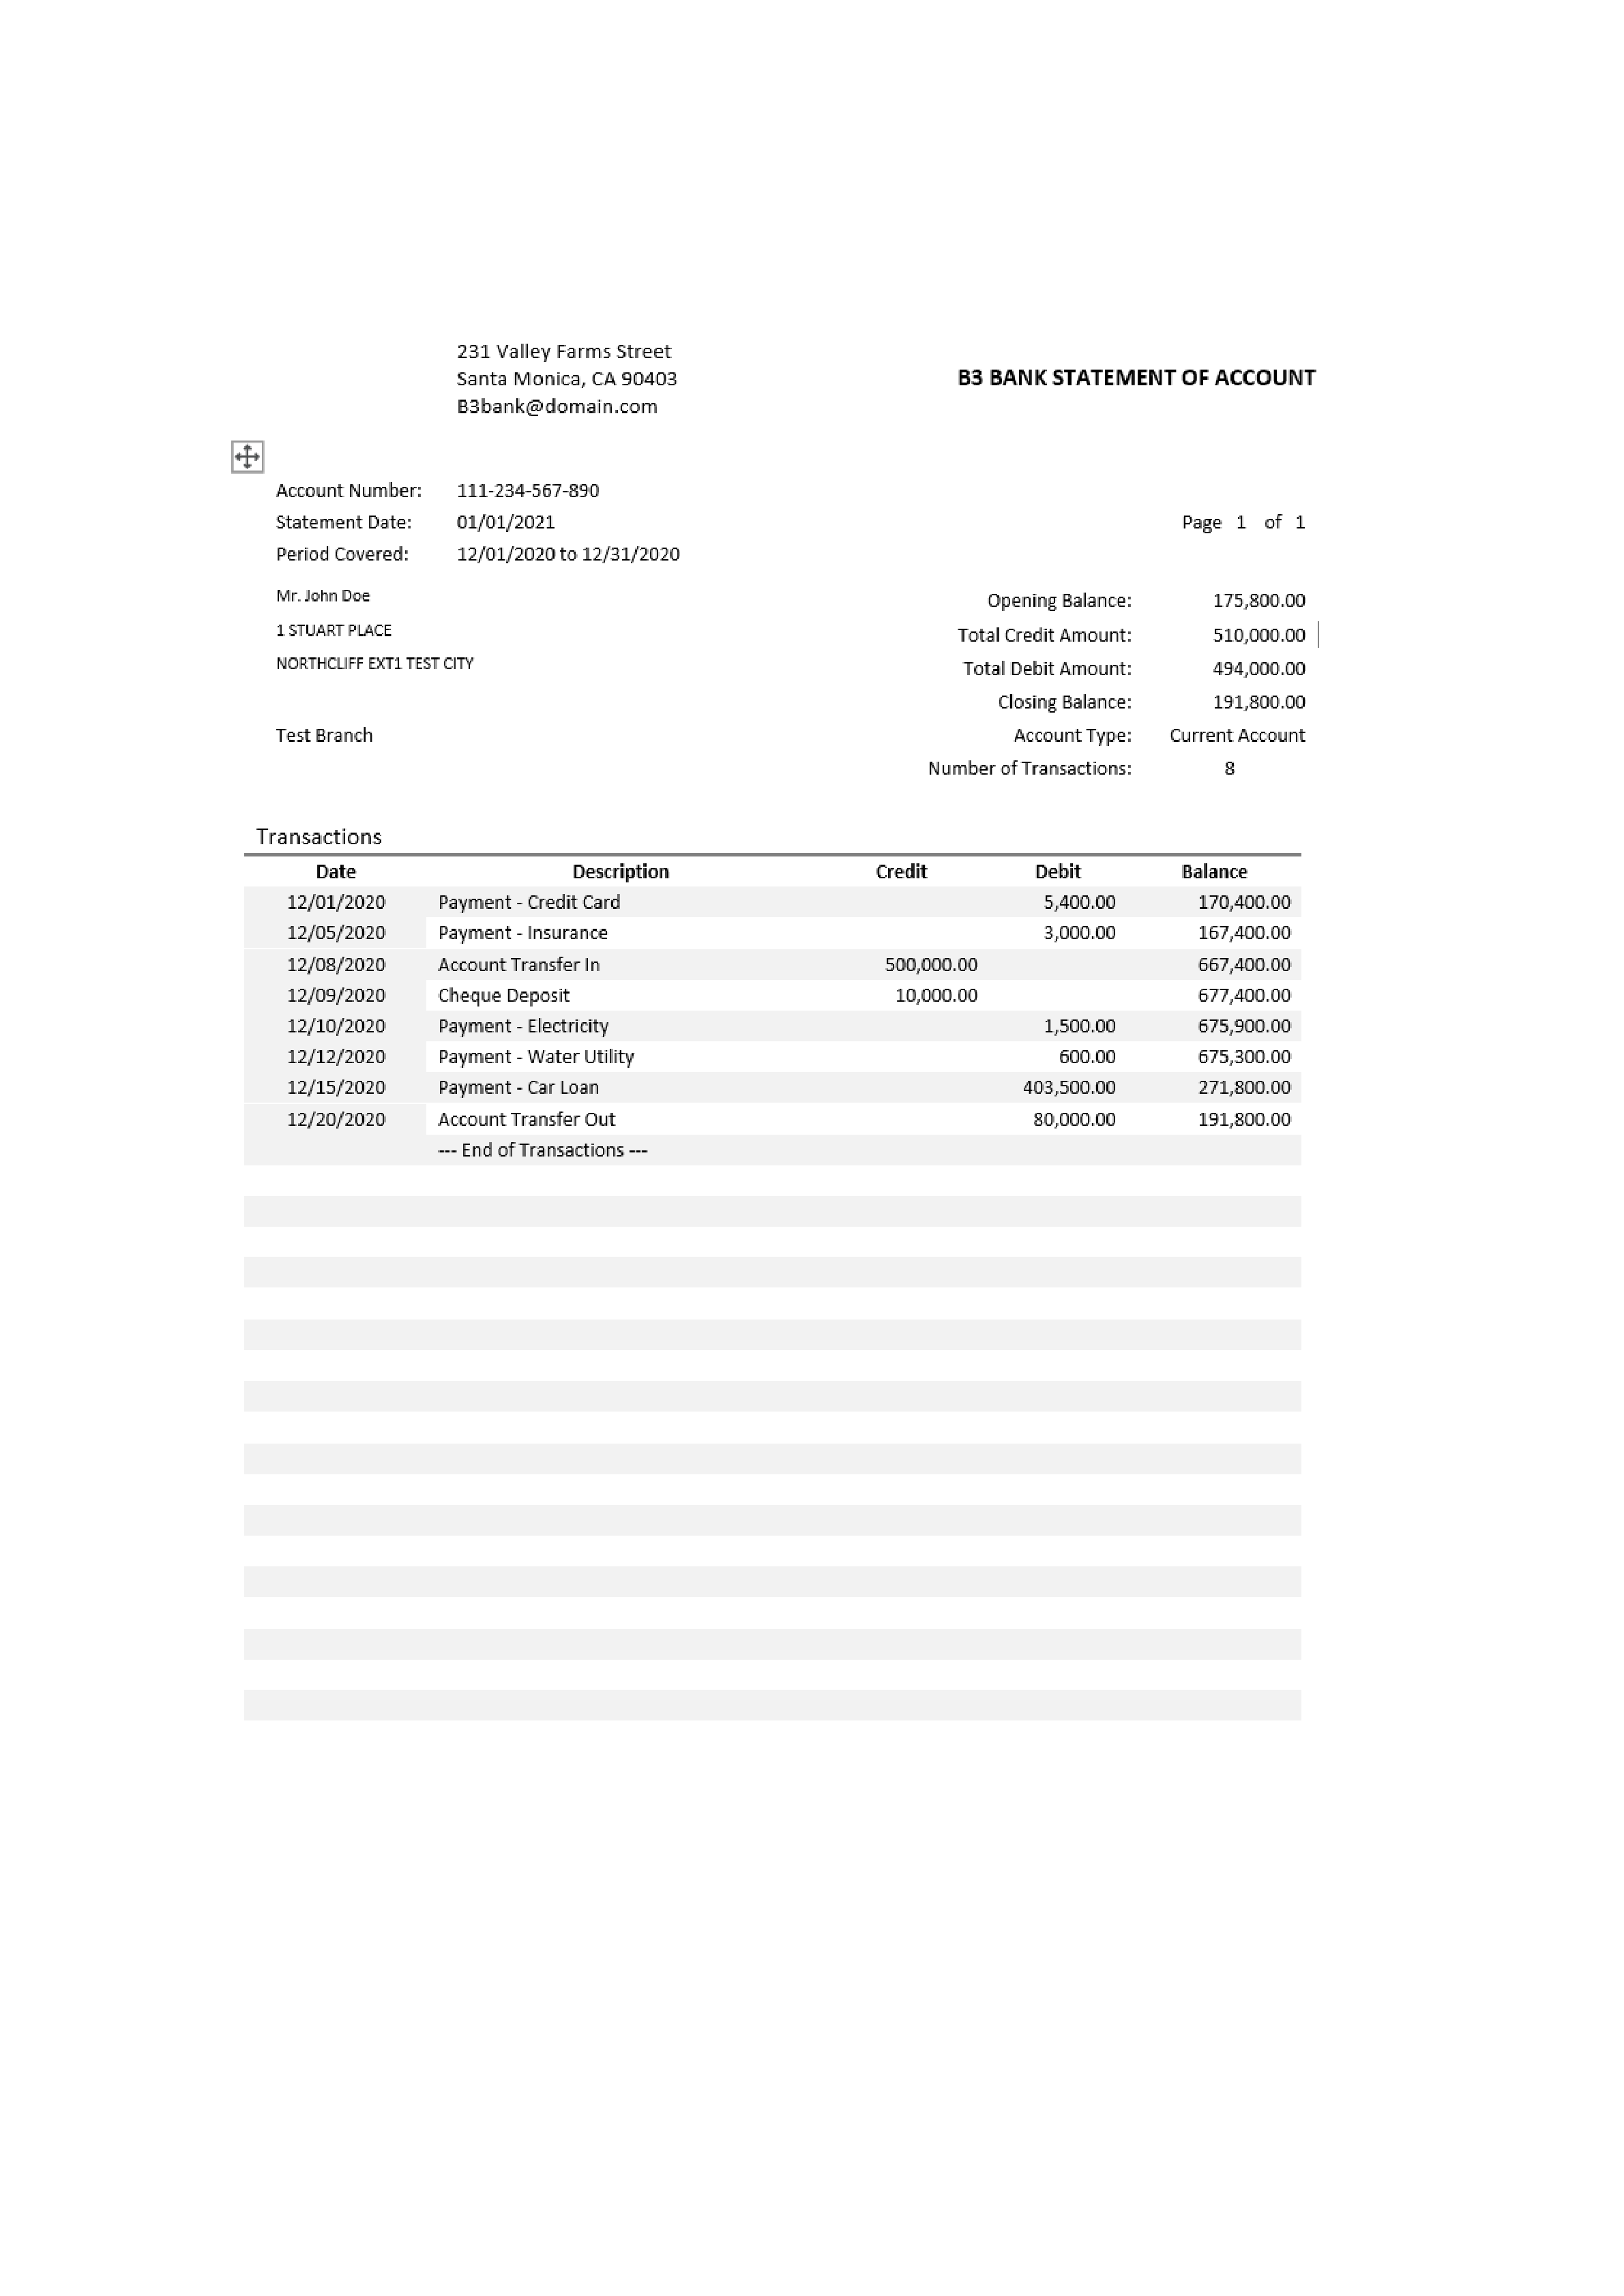 231 Valley Farms Street
Santa Monica, CA 90403
B3 BANK STATEMENT OF ACCOUNT
B3bank@domain.com
Account Number: 111-234-567-890
Statement Date: 01/01/2021 Page 1 of 1
Period Covered: 12/01/2020 to 12/31/2020
Mr. John Doe
Opening Balance: 175,800.00
1 STUART PLACE
Total Credit Amount: 510,000.00
NORTHCLIFF EXT1 TEST CITY
Total Debit Amount: 494,000.00
Closing Balance: 191,800.00
Test Branch Account Type: Current Account
Number of Transactions: 8
Transactions
Date Description Credit Debit Balance
12/01/2020 Payment - Credit Card 5,400.00 170,400.00
12/05/2020 Payment - Insurance 3,000.00 167,400.00
12/08/2020 Account Transfer In 500,000.00 667,400.00
12/09/2020 Cheque Deposit 10,000.00 677,400.00
12/10/2020 Payment - Electricity 1,500.00 675,900.00
12/12/2020 Payment - Water Utility 600.00 675,300.00
12/15/2020 Payment - Car Loan 403,500.00 271,800.00
12/20/2020 Account Transfer Out 80,000.00 191,800.00
--- End of Transactions ---